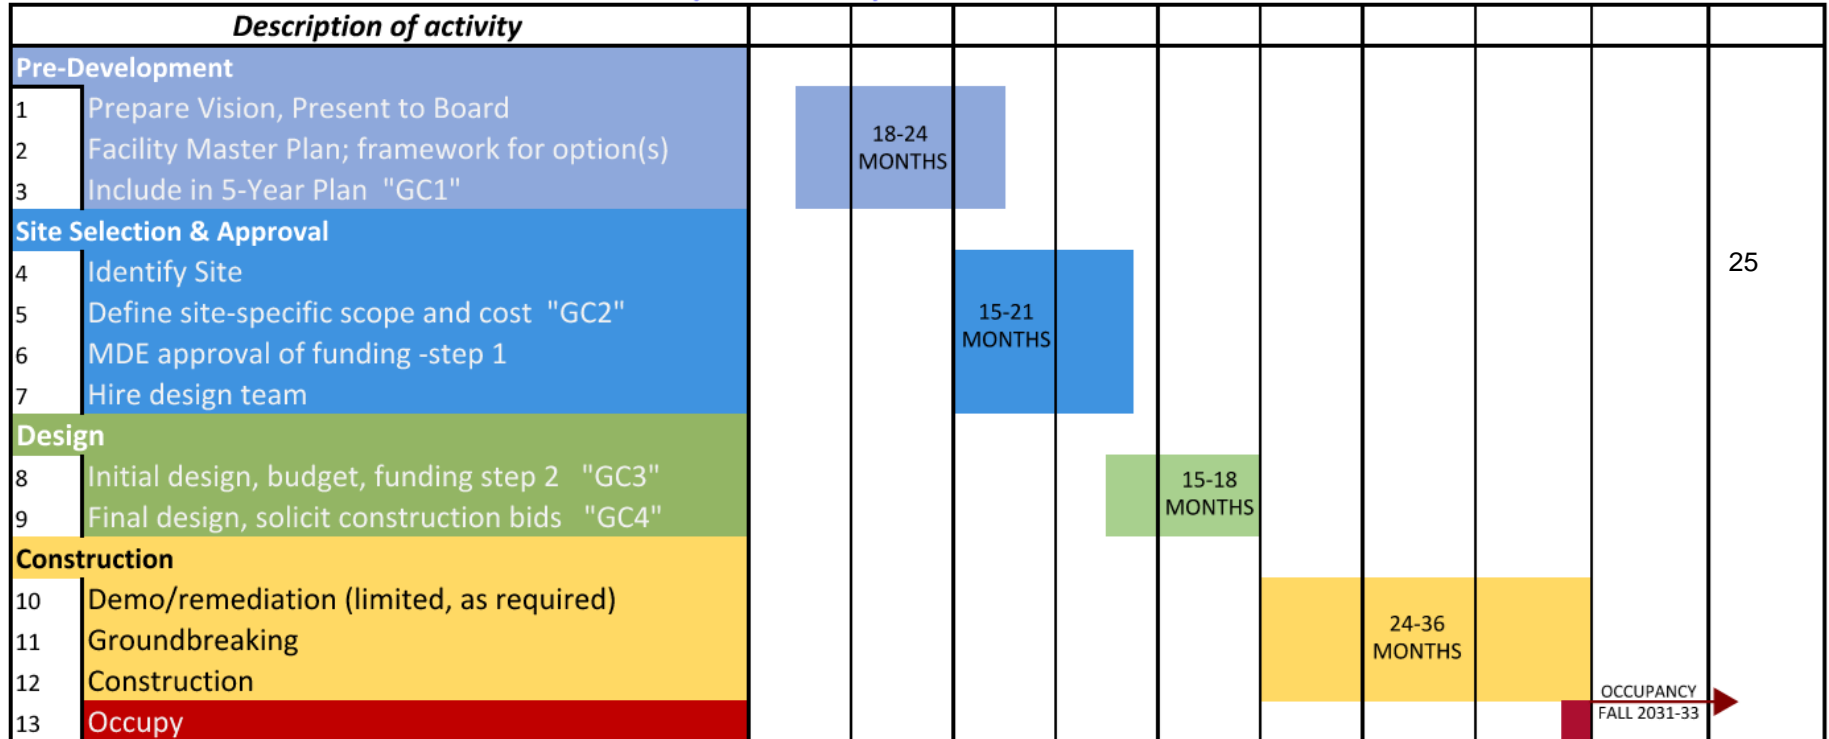 Description of activity
Pre-Development
1 Prepare Vision, Present to Board
2 Facility Master Plan; framework for option(s)
3 Include in 5-Year Plan "GC1"
18-24
MONTHS
Site Selection & Approval
4 Identify Site
5 Define site-specific scope and cost "GC2"
6 MDE approval of funding -step 1
7 Hire design team
15-21
MONTHS
25
Design
8 Initial design, budget, funding step 2 "GC3"
9 Final design, solicit construction bids "GC4"
15-18
MONTHS
Construction
10 Demo/remediation (limited, as required)
11 Groundbreaking
12 Construction
24-36
MONTHS
13 Occupy
OCCUPANCY
FALL 2031-33